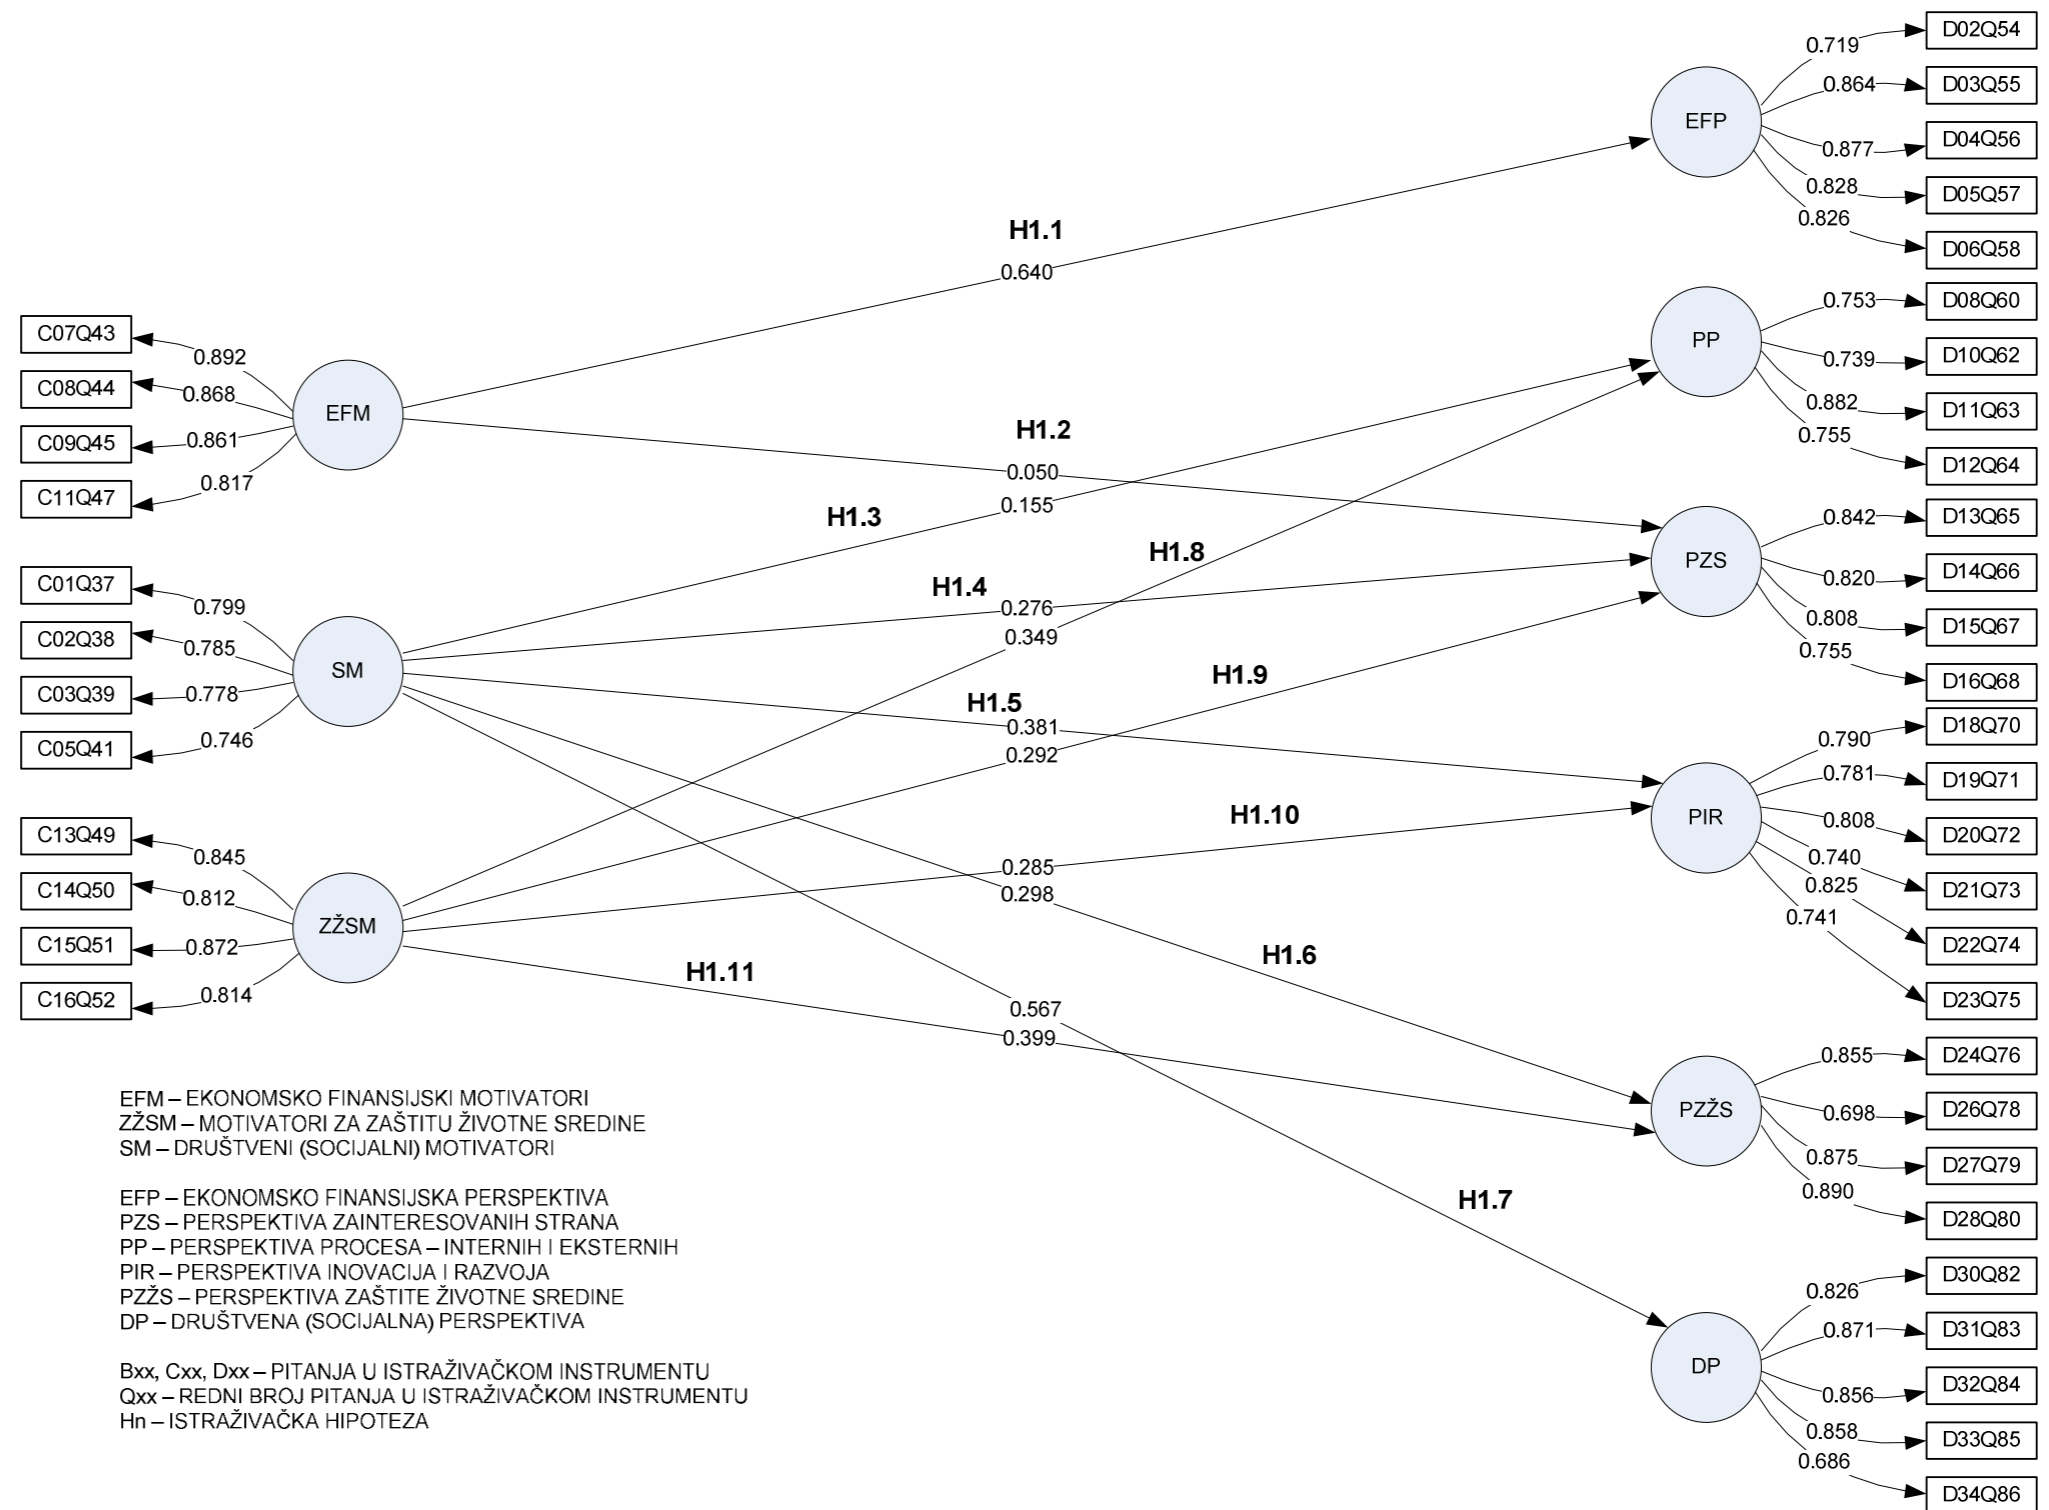 D02Q54
0.719
D03Q55
0.864
EFP
D04Q56
0.877
D05Q57
0.828
0.826
D06Q58
H1.1
0.640
D08Q60
0.753
PP
D10Q62
0.739
D11Q63
0.882
0.755
D12Q64
C07Q43
0.892
C08Q44
0.868
EFM
C09Q45
0.861
C11Q47
0.817
H1.2
0.050
0.155
H1.3
H1.8
D13Q65
0.842
PZS
D14Q66
0.820
D15Q67
0.808
0.755
D16Q68
C01Q37
0.799
C02Q38
0.785
SM
C03Q39
0.778
C05Q41
0.746
H1.4
0.276
0.349
H1.9
H1.5
0.381
0.292
D18Q70
0.790
D19Q71
0.781
PIR
D20Q72
0.808
D21Q73
0.740
0.825
D22Q74
0.741
D23Q75
H1.10
0.285
0.298
C13Q49
0.845
C14Q50
0.812
ZŽSM
C15Q51
0.872
C16Q52
0.814
H1.11
H1.6
0.567
0.399
D24Q76
0.855
PZŽS
D26Q78
0.698
D27Q79
0.875
0.890
D28Q80
H1.7
D30Q82
0.826
D31Q83
0.871
DP
D32Q84
0.856
D33Q85
0.858
0.686
D34Q86
EFM – EKONOMSKO FINANSIJSKI MOTIVATORI
ZŽSM – MOTIVATORI ZA ZAŠTITU ŽIVOTNE SREDINE
SM – DRUŠTVENI (SOCIJALNI) MOTIVATORI
EFP – EKONOMSKO FINANSIJSKA PERSPEKTIVA
PZS – PERSPEKTIVA ZAINTERESOVANIH STRANA
PP – PERSPEKTIVA PROCESA – INTERNIH I EKSTERNIH
PIR – PERSPEKTIVA INOVACIJA I RAZVOJA
PZŽS – PERSPEKTIVA ZAŠTITE ŽIVOTNE SREDINE
DP – DRUŠTVENA (SOCIJALNA) PERSPEKTIVA
Bxx, Cxx, Dxx – PITANJA U ISTRAŽIVAČKOM INSTRUMENTU
Qxx – REDNI BROJ PITANJA U ISTRAŽIVAČKOM INSTRUMENTU
Hn – ISTRAŽIVAČKA HIPOTEZA